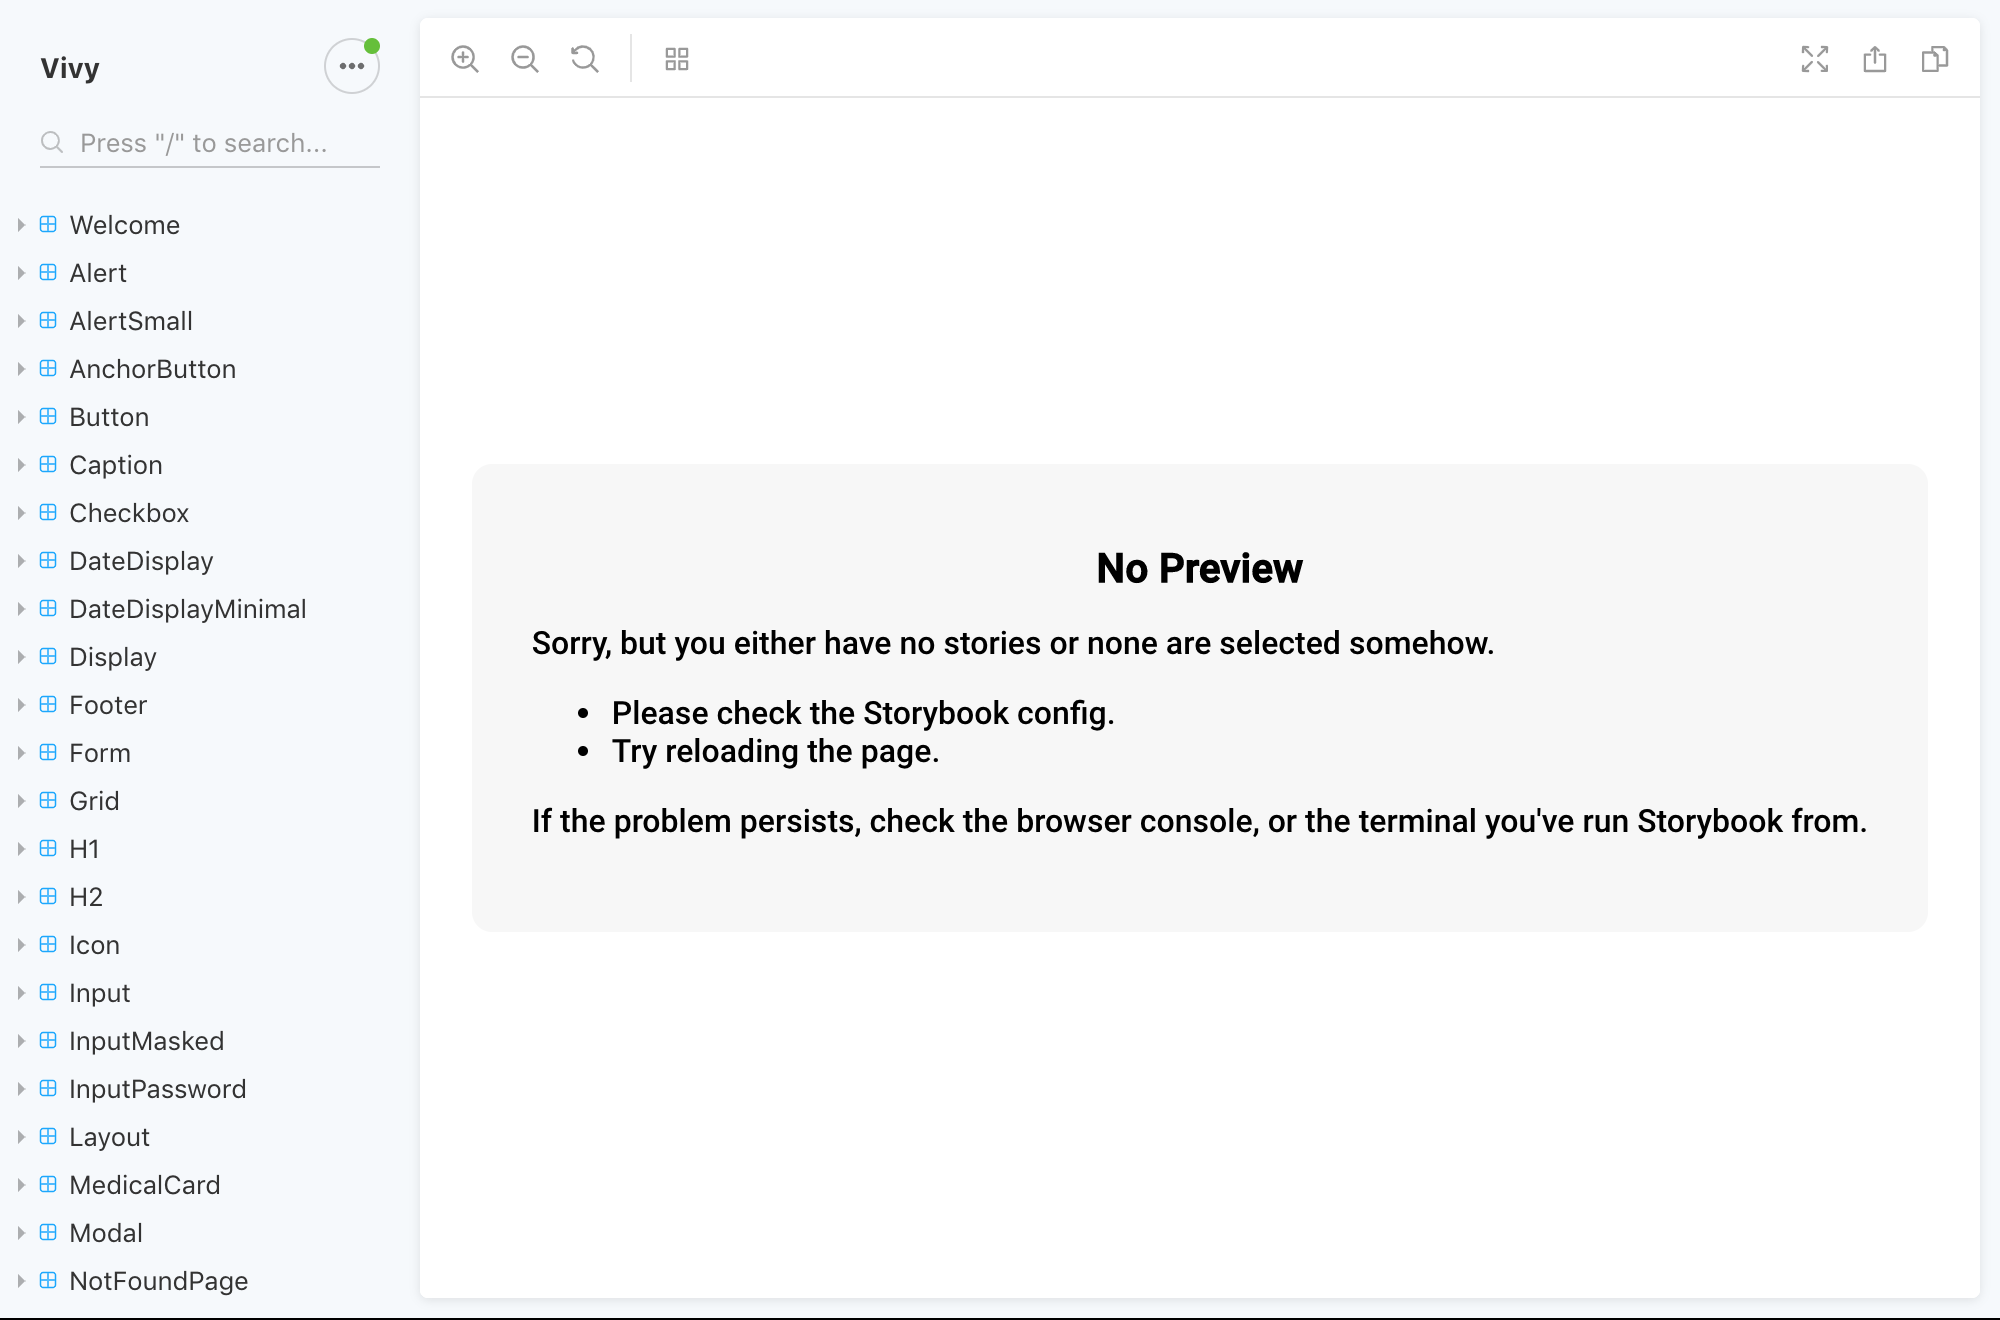 Vivy
Press "/" to search...
Welcome
Alert
AlertSmall
AnchorButton
Button
Caption
Checkbox
DateDisplay
DateDisplayMinimal
Display
Footer
Form
Grid
H1
H2
Icon
Input
InputMasked
InputPassword
Layout
MedicalCard
Modal
NotFoundPage
No Preview
Sorry, but you either have no stories or none are selected somehow.
• Please check the Storybook config.
• Try reloading the page.
If the problem persists, check the browser console, or the terminal you've run Storybook from.